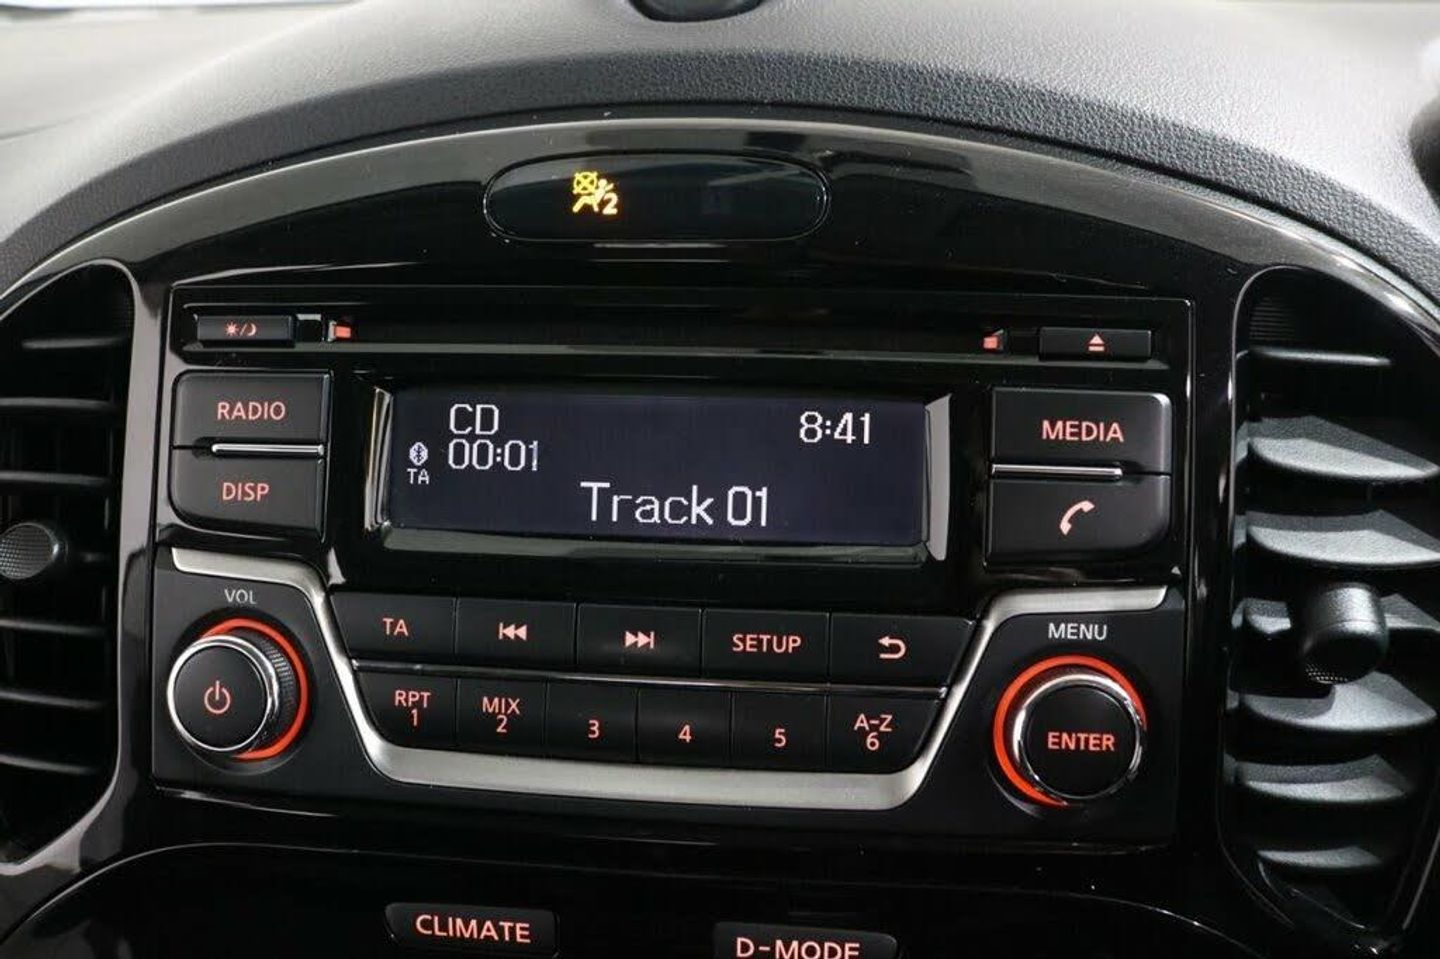 2
RADIO
DISP
CD
00:01
TA
8:41
Track 01
MEDIA
VOL
TA
SETUP
MENU
RPT
1
MIX
2
3
4
5
A-Z
6
ENTER
CLIMATE
D-MODE